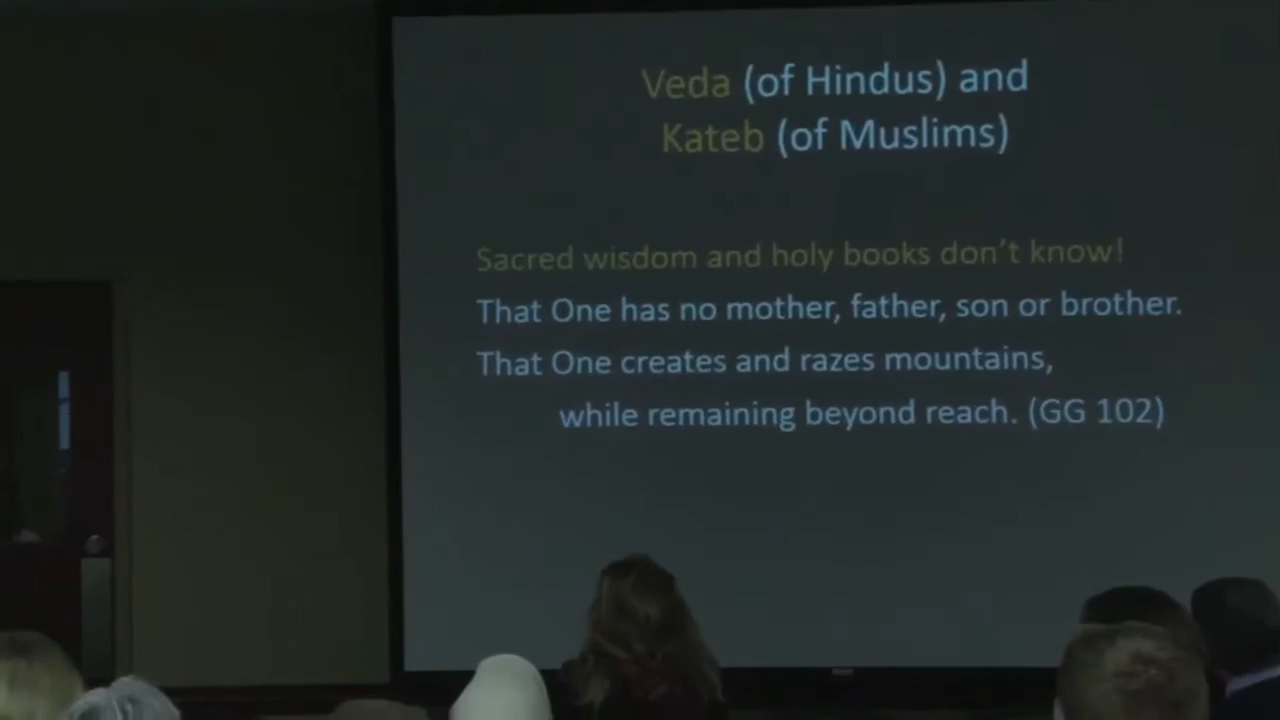 Veda (of Hindus) and
Kateb (of Muslims)
Sacred wisdom and holy books don't know!
That One has no mother, father, son or brother.
That One creates and razes mountains,
while remaining beyond reach. (GG 102)